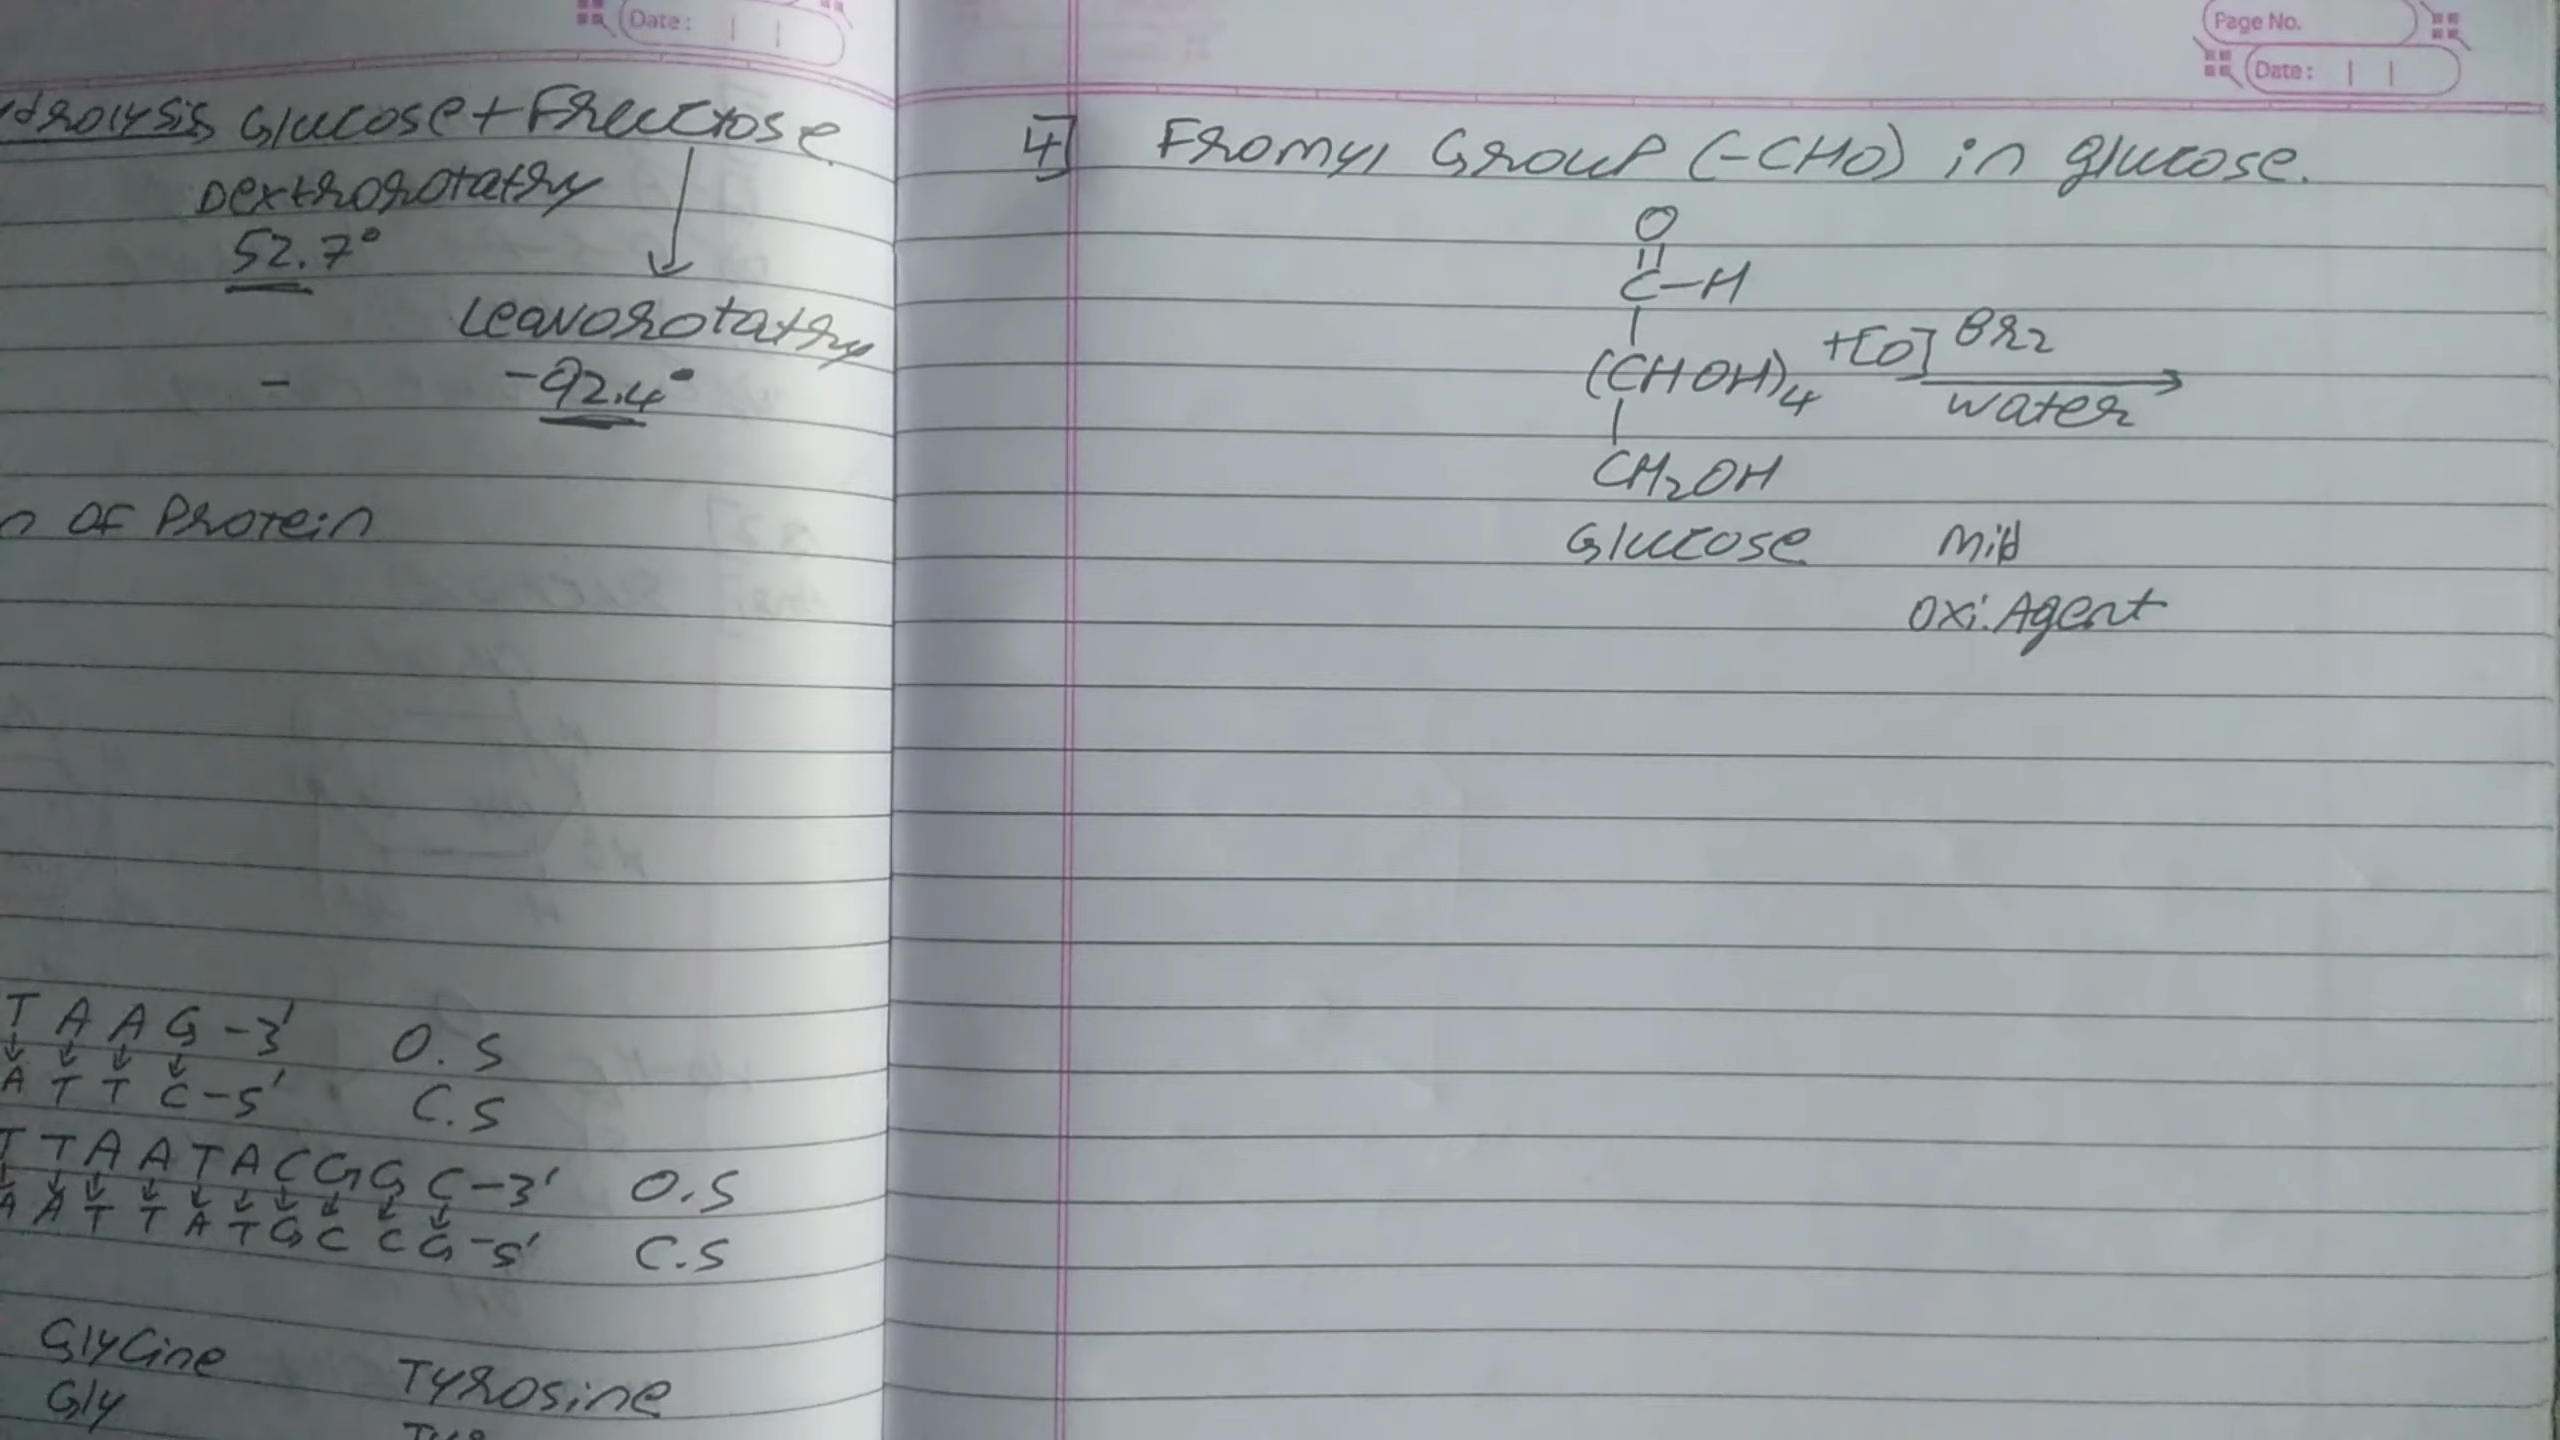 Date:
Glucose+Fructose
Dextrorotatry
52.7°
Leavorotatry
-
-92.4°
n OF Protein
T A A G -3' O.S
A T T C -5' C.S
T T A A T A C G G C -3' O.S
A A T T A T G C C G -5' C.S
Glycine Tyrosine
Gly
Page No.
Date:
4] Fromyl Group (-CHO) in glucose.
O
C-H
(CHOH)4 +[O] Br2
water
CH2OH
Glucose Mild
Oxi.Agent